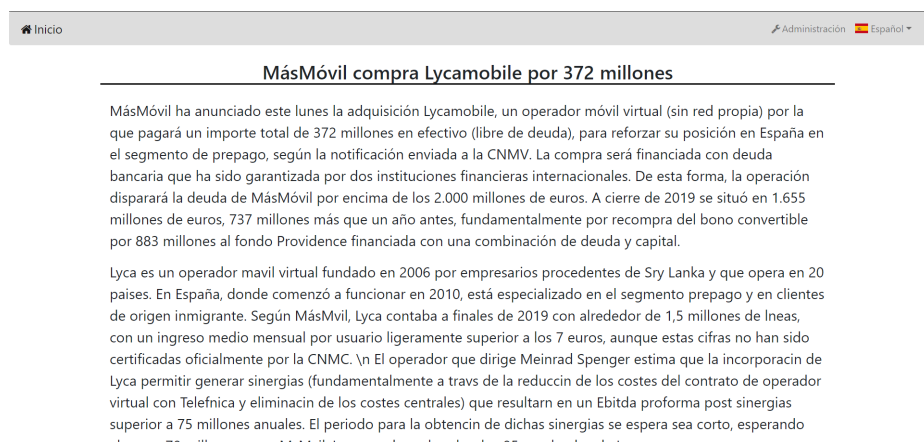 Inicio
Administración Español
MásMóvil compra Lycamobile por 372 millones
MásMóvil ha anunciado este lunes la adquisición Lycamobile, un operador móvil virtual (sin red propia) por la
que pagará un importe total de 372 millones en efectivo (libre de deuda), para reforzar su posición en España en
el segmento de prepago, según la notificación enviada a la CNMV. La compra será financiada con deuda
bancaria que ha sido garantizada por dos instituciones financieras internacionales. De esta forma, la operación
disparará la deuda de MásMóvil por encima de los 2.000 millones de euros. A cierre de 2019 se situó en 1.655
millones de euros, 737 millones más que un año antes, fundamentalmente por recompra del bono convertible
por 883 millones al fondo Providence financiada con una combinación de deuda y capital.
Lyca es un operador mavil virtual fundado en 2006 por empresarios procedentes de Sry Lanka y que opera en 20
paises. En España, donde comenzó a funcionar en 2010, está especializado en el segmento prepago y en clientes
de origen inmigrante. Según MásMvil, Lyca contaba a finales de 2019 con alrededor de 1,5 millones de lneas,
con un ingreso medio mensual por usuario ligeramente superior a los 7 euros, aunque estas cifras no han sido
certificadas oficialmente por la CNMC. \n El operador que dirige Meinrad Spenger estima que la incorporacin de
Lyca permitir generar sinergias (fundamentalmente a travs de la reduccin de los costes del contrato de operador
virtual con Telefnica y eliminacin de los costes centrales) que resultarn en un Ebitda proforma post sinergias
superior a 75 millones anuales. El periodo para la obtencin de dichas sinergias se espera sea corto, esperando